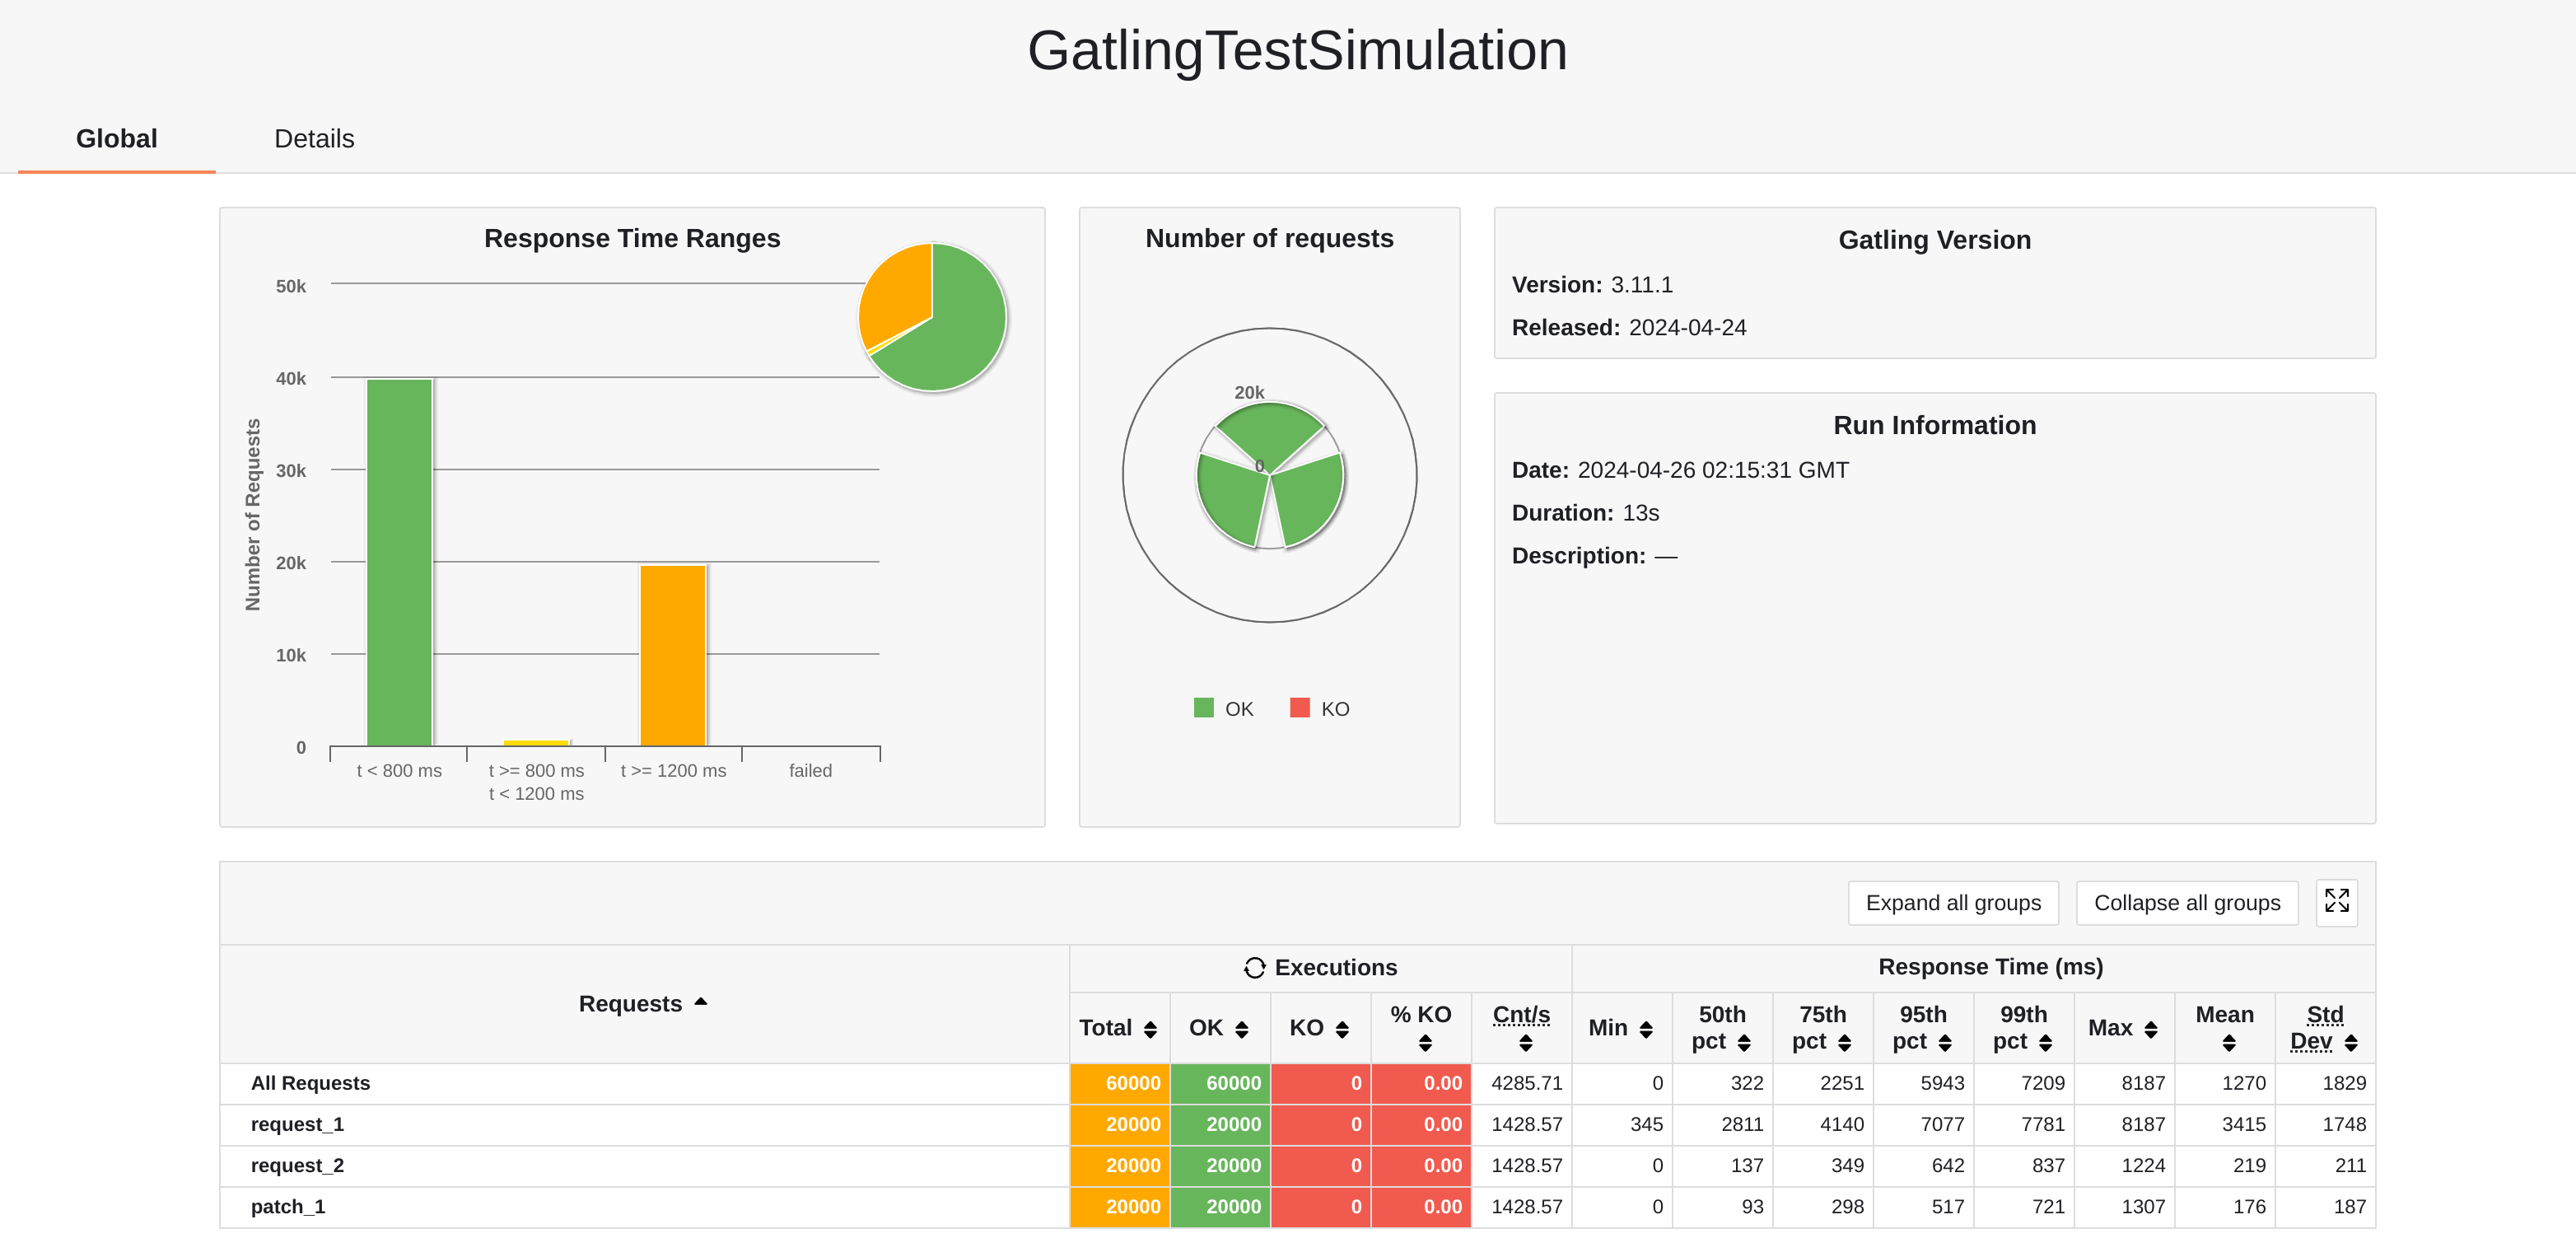 GatlingTestSimulation
Global Details
Response Time Ranges
50k
40k
30k
20k
10k
0
Number of Requests
t < 800 ms
t >= 800 ms
t < 1200 ms
t >= 1200 ms
failed
Number of requests
20k
0
OK KO
Gatling Version
Version: 3.11.1
Released: 2024-04-24
Run Information
Date: 2024-04-26 02:15:31 GMT
Duration: 13s
Description: —
Expand all groups Collapse all groups
Requests Executions Response Time (ms)
Total OK KO % KO Cnt/s Min 50th pct 75th pct 95th pct 99th pct Max Mean Std Dev
All Requests 60000 60000 0 0.00 4285.71 0 322 2251 5943 7209 8187 1270 1829
request_1 20000 20000 0 0.00 1428.57 345 2811 4140 7077 7781 8187 3415 1748
request_2 20000 20000 0 0.00 1428.57 0 137 349 642 837 1224 219 211
patch_1 20000 20000 0 0.00 1428.57 0 93 298 517 721 1307 176 187